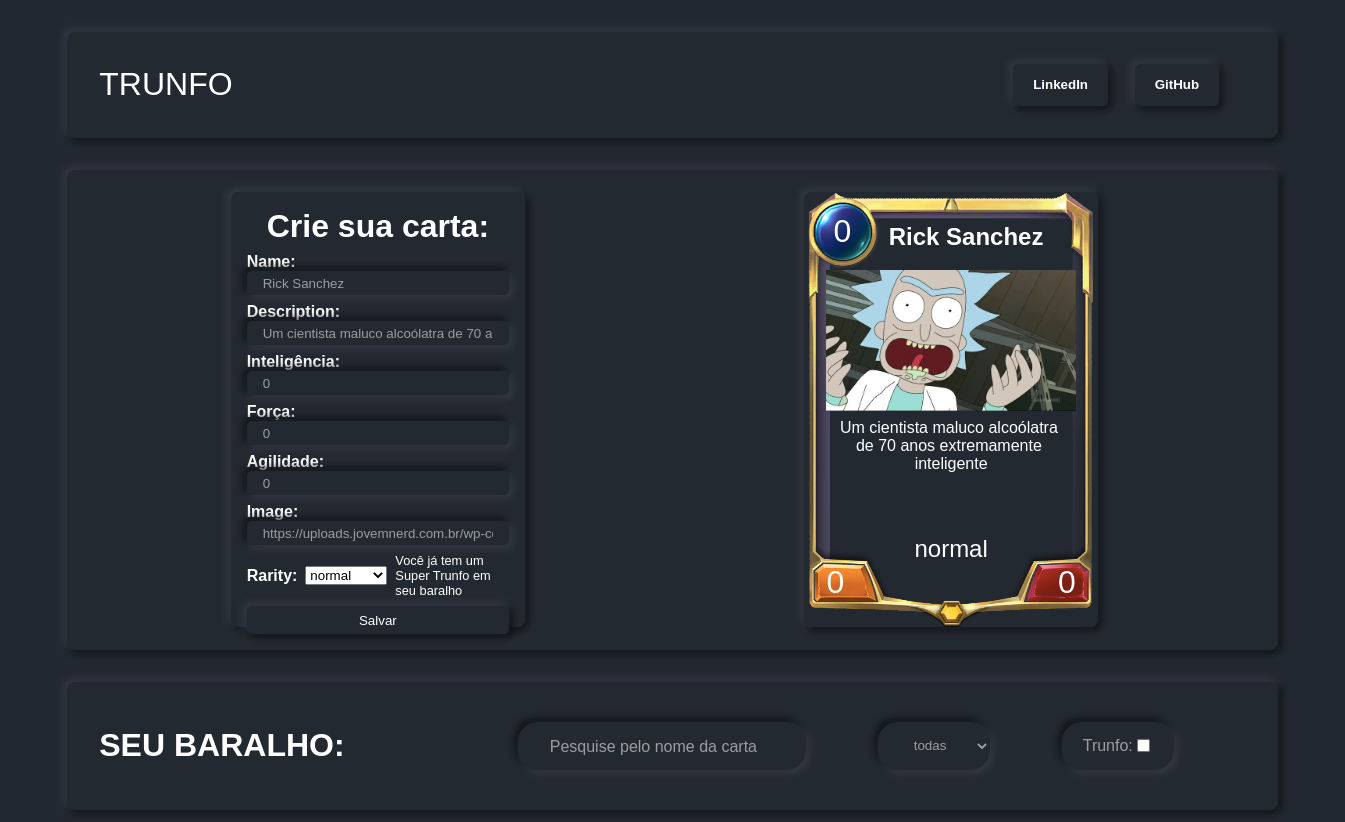 TRUNFO
LinkedIn
GitHub
Crie sua carta:
Name:
Rick Sanchez
Description:
Um cientista maluco alcoólatra de 70 a
Inteligência:
0
Força:
0
Agilidade:
0
Image:
https://uploads.jovemnerd.com.br/wp-co
Rarity:
normal
Você já tem um
Super Trunfo em
seu baralho
Salvar
0
Rick Sanchez
Um cientista maluco alcoólatra
de 70 anos extremamente
inteligente
normal
0
0
SEU BARALHO:
Pesquise pelo nome da carta
todas
Trunfo: